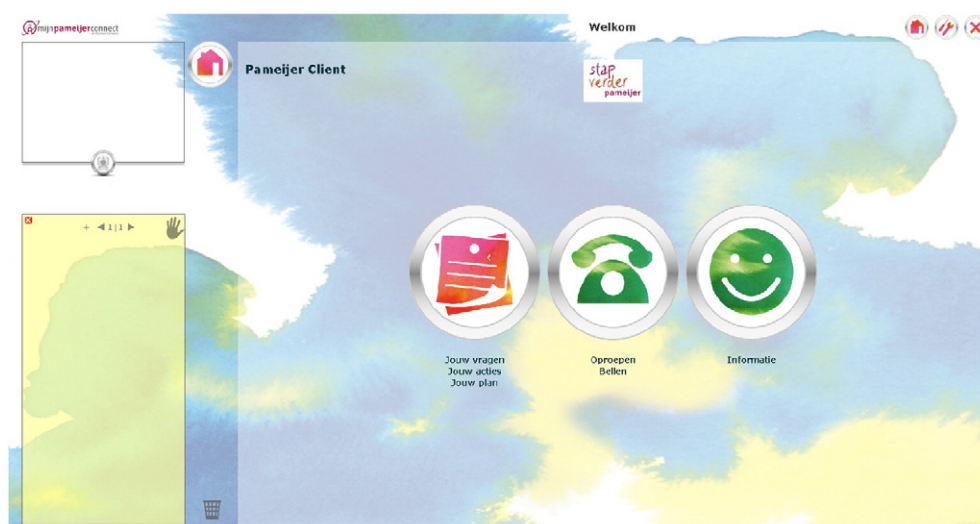 mijnpameijerconnect
Welkom
Pameijer Client
stap
verder
pameijer
+ ◀ 1|1 ▶
Jouw vragen
Jouw acties
Jouw plan
Oproepen
Bellen
Informatie